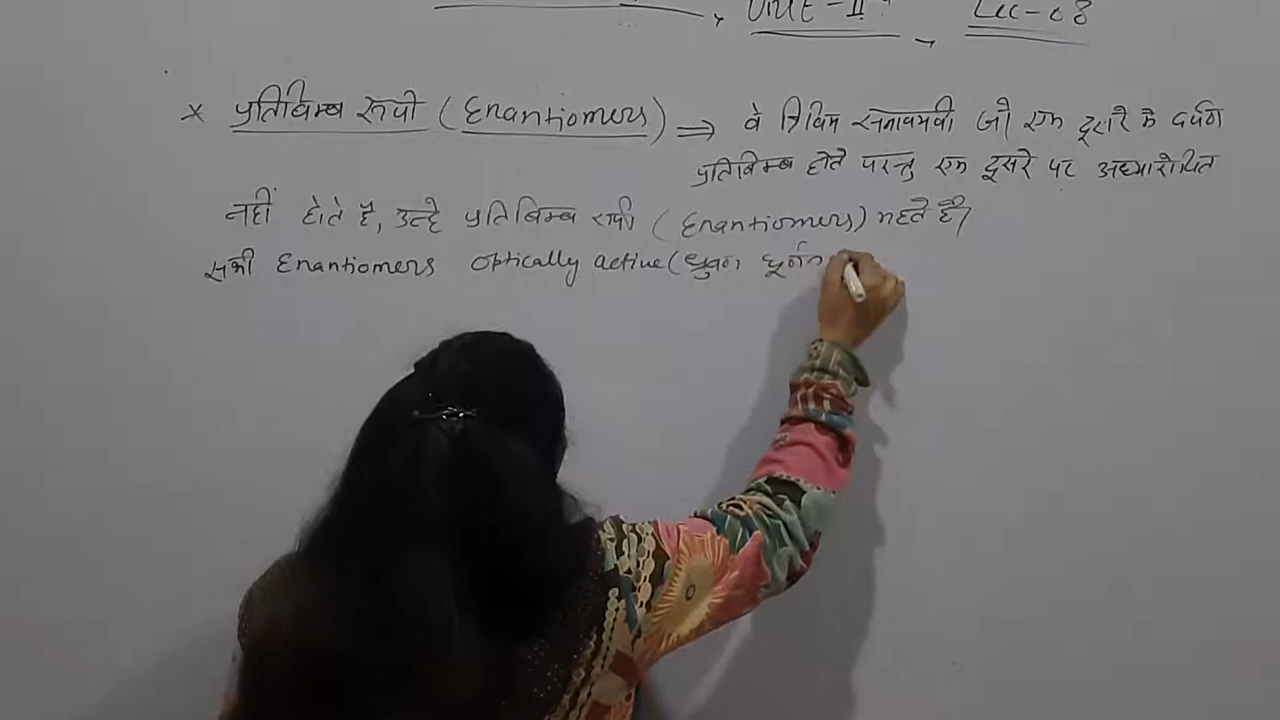 Unit-II, Lec-08
* प्रतिबिम्ब रूपी (Enantiomers) ⇒ वे त्रिविम समावयवी जो एक दूसरे के दर्पण
प्रतिबिम्ब होते परन्तु एक दूसरे पर अध्यारोपित
नहीं होते है, उन्हे प्रतिबिम्ब रूपी (Enantiomers) कहते है।
सभी Enantiomers optically active (ध्रुवण घूर्णन